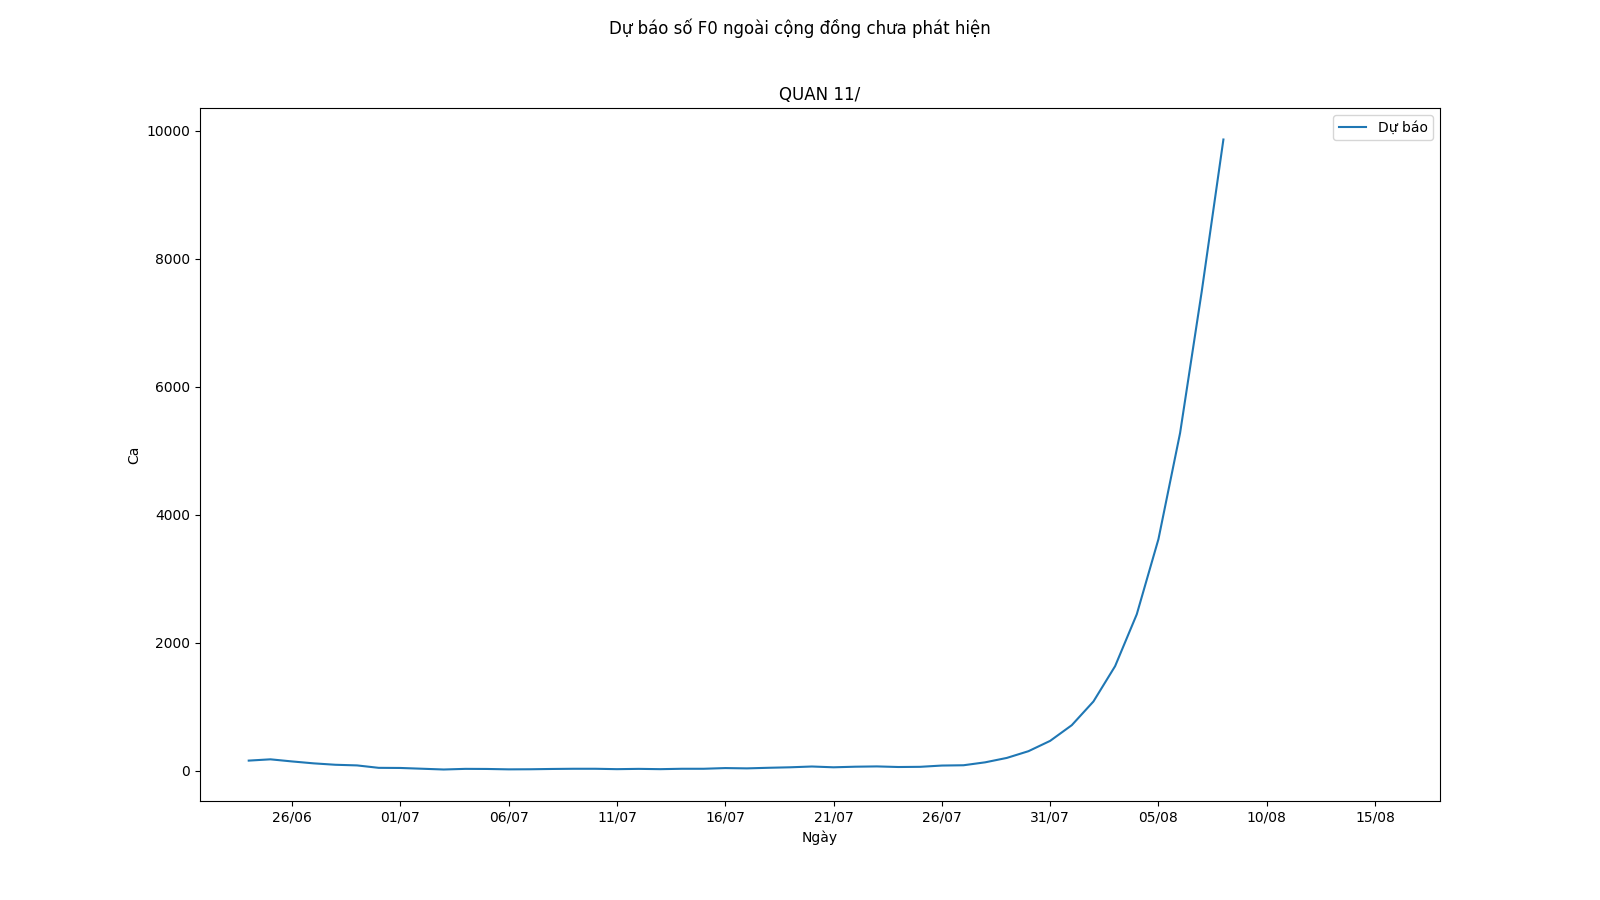 Dự báo số F0 ngoài cộng đồng chưa phát hiện
QUAN 11/
Dự báo
10000
8000
6000
4000
2000
0
Ca
26/06 01/07 06/07 11/07 16/07 21/07 26/07 31/07 05/08 10/08 15/08
Ngày